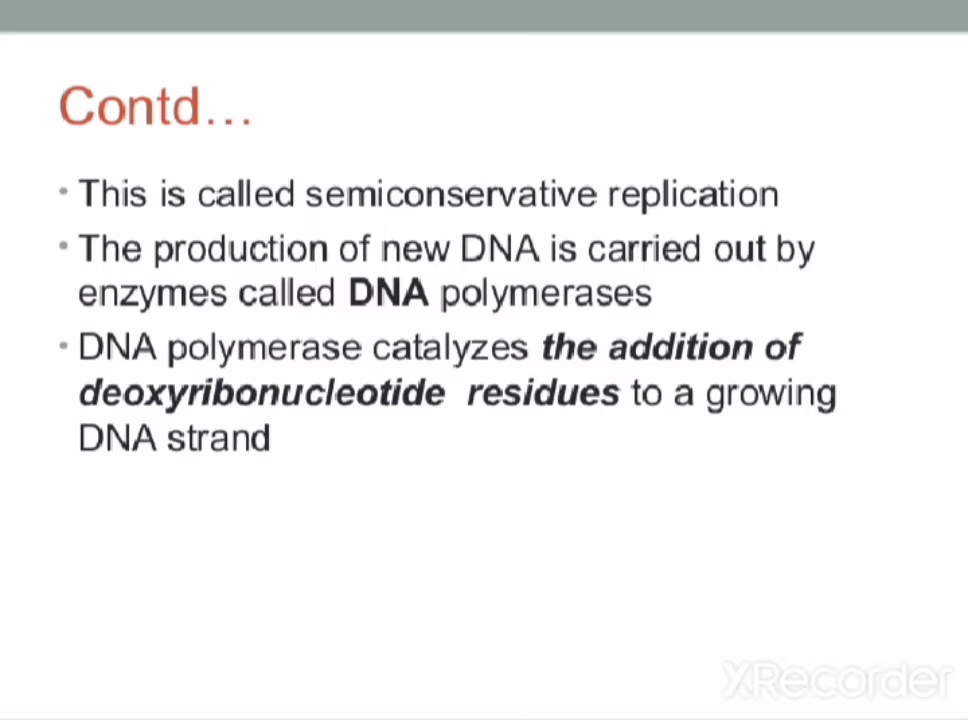 Contd...
• This is called semiconservative replication
• The production of new DNA is carried out by
enzymes called DNA polymerases
• DNA polymerase catalyzes the addition of
deoxyribonucleotide residues to a growing
DNA strand
XRecorder